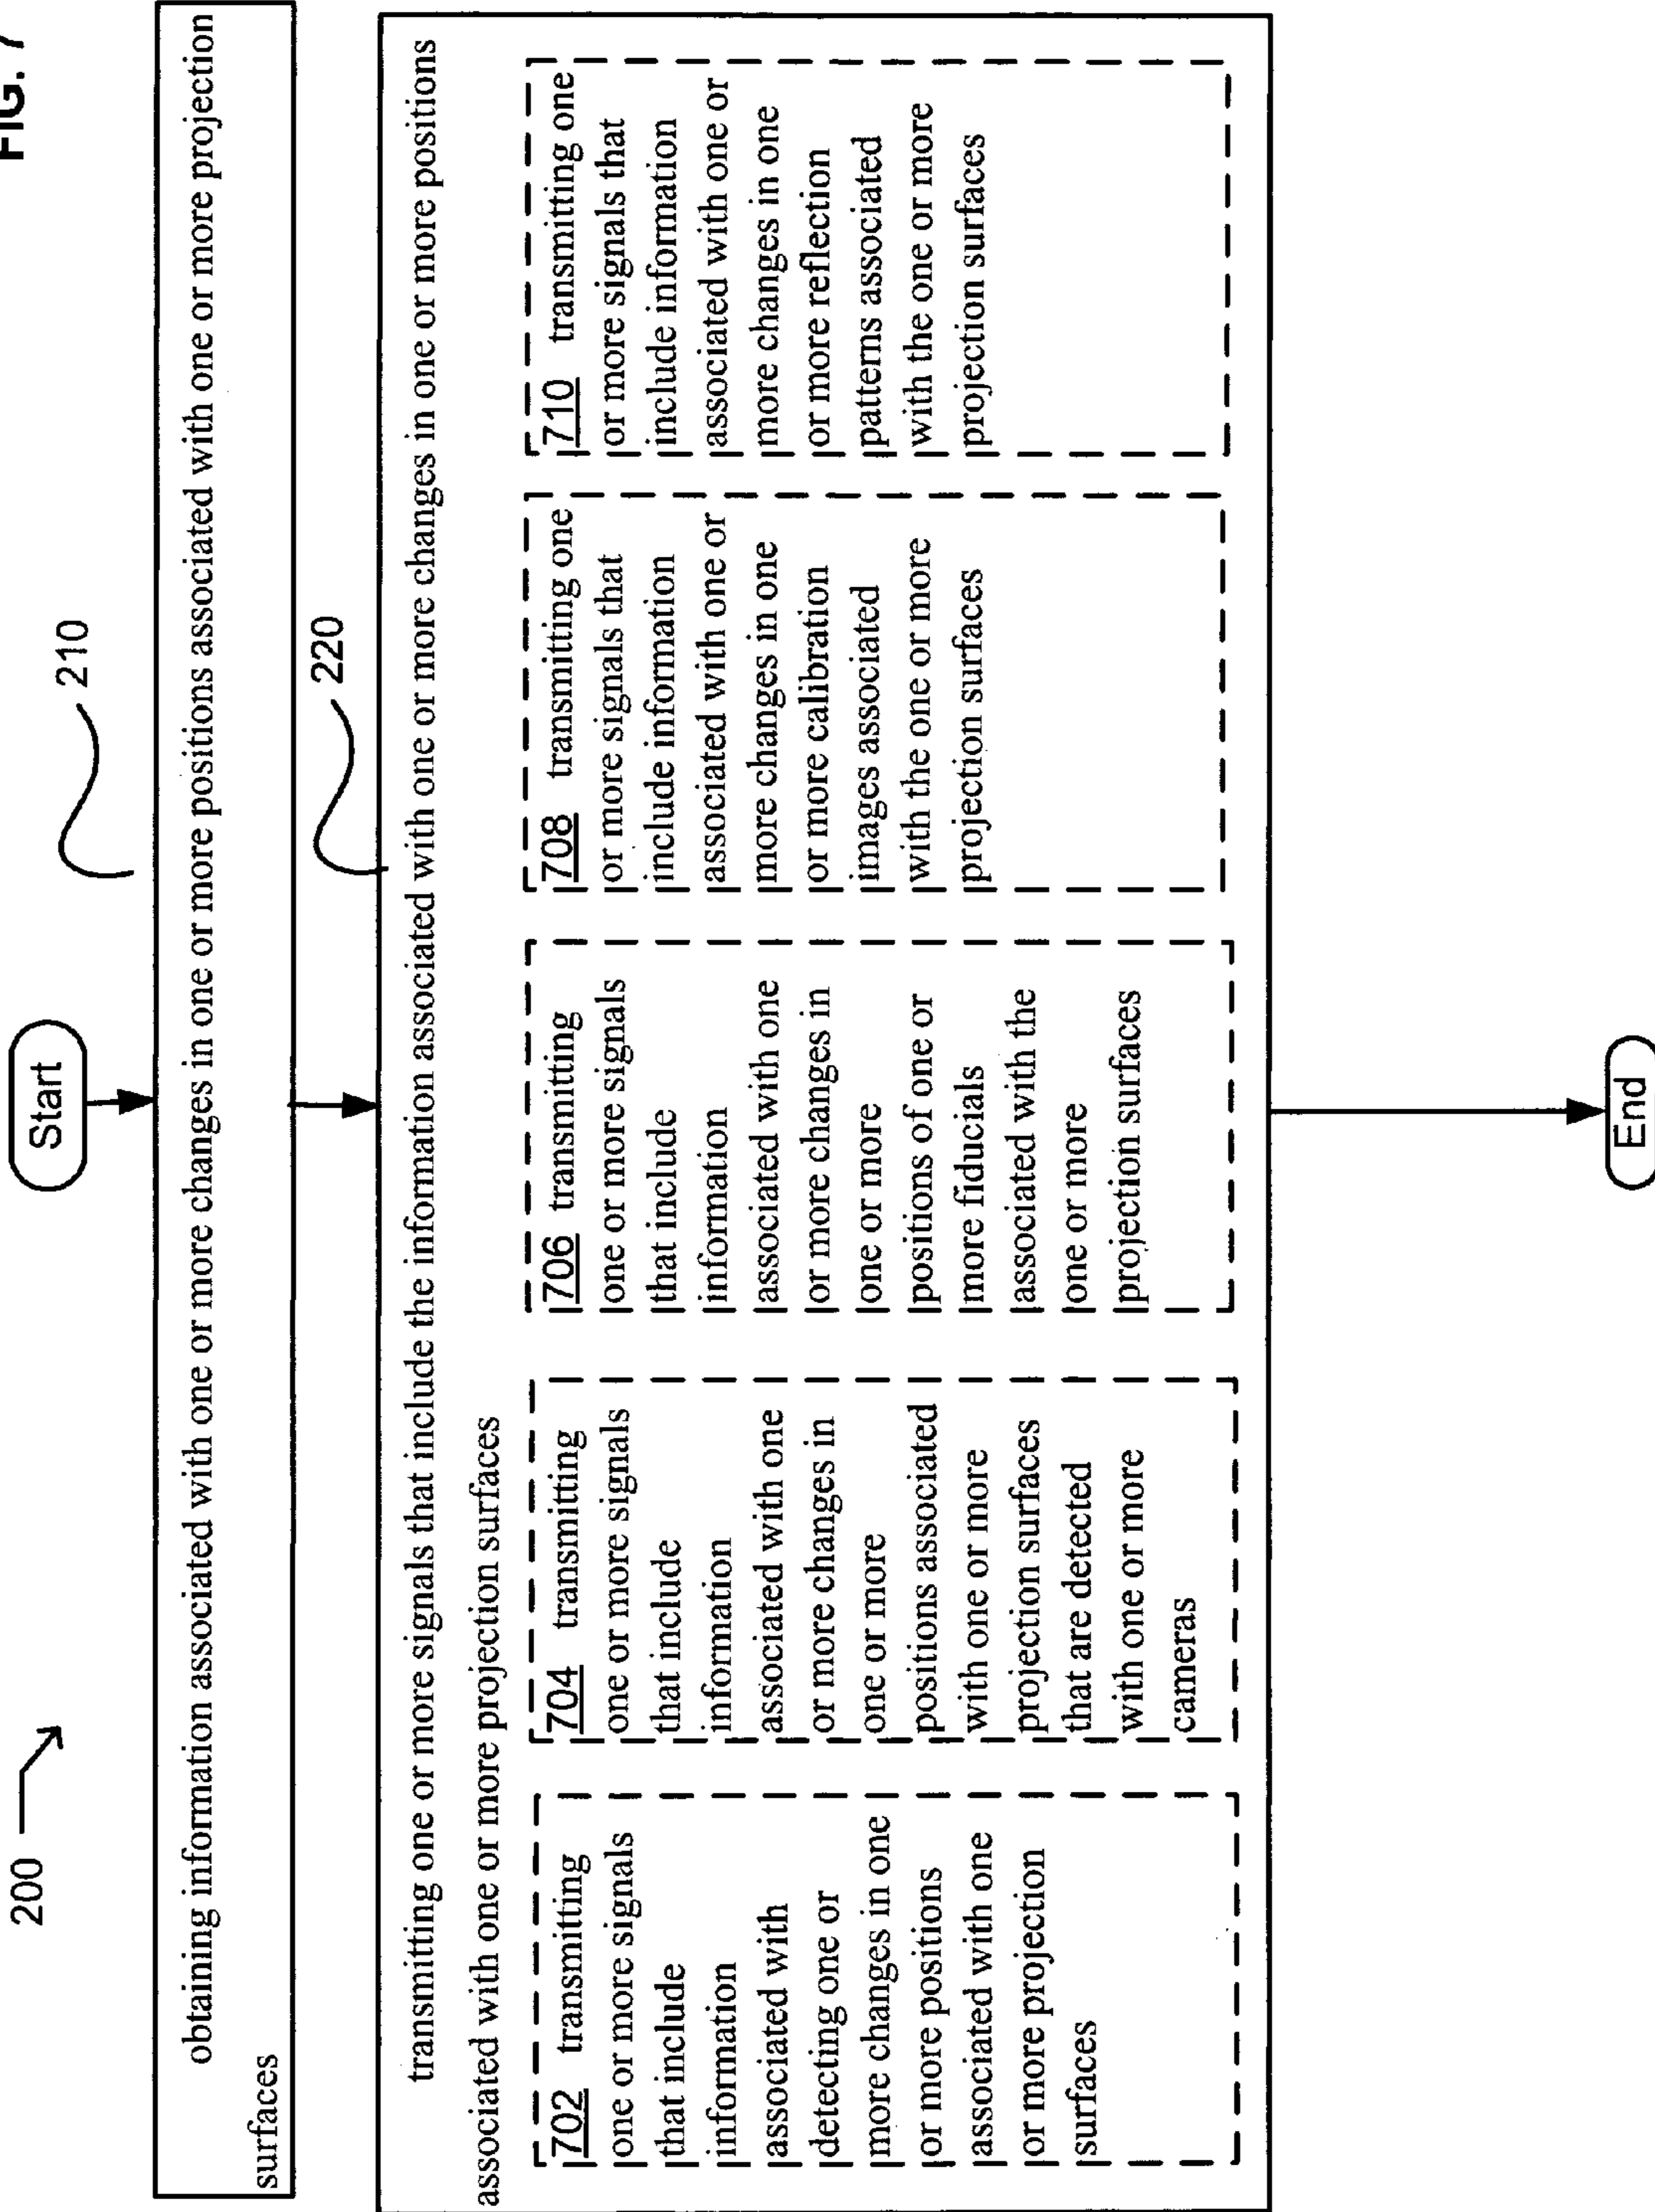 FIG. 7
200
Start
210
obtaining information associated with one or more changes in one or more positions associated with one or more projection
surfaces
220
transmitting one or more signals that include the information associated with one or more changes in one or more positions
associated with one or more projection surfaces
702 transmitting
one or more signals
that include
information
associated with
detecting one or
more changes in one
or more positions
associated with one
or more projection
surfaces
704 transmitting
one or more signals
that include
information
associated with one
or more changes in
one or more
positions associated
with one or more
projection surfaces
that are detected
with one or more
cameras
706 transmitting
one or more signals
that include
information
associated with one
or more changes in
one or more
positions of one or
more fiducials
associated with the
one or more
projection surfaces
708 transmitting one
or more signals that
include information
associated with one or
more changes in one
or more calibration
images associated
with the one or more
projection surfaces
710 transmitting one
or more signals that
include information
associated with one or
more changes in one
or more reflection
patterns associated
with the one or more
projection surfaces
End